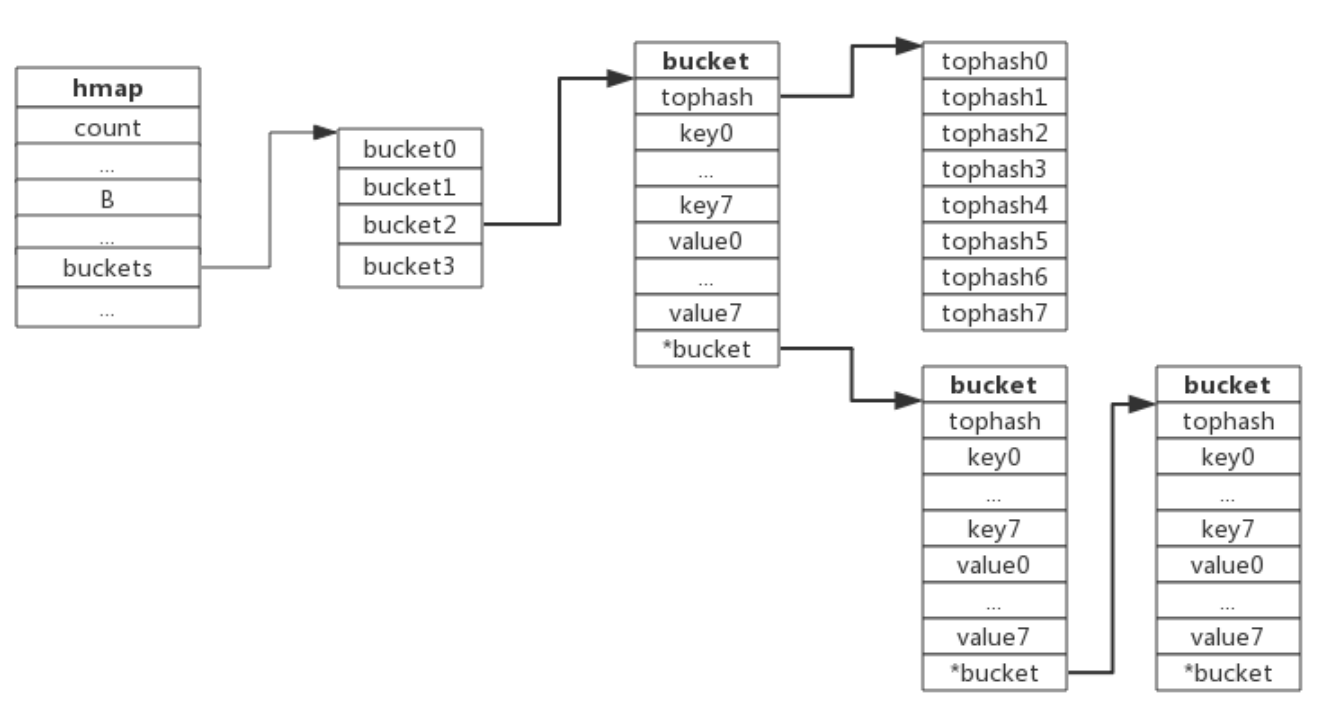 hmap
count
...
B
...
buckets
...
bucket0
bucket1
bucket2
bucket3
bucket
tophash
key0
...
key7
value0
...
value7
*bucket
tophash0
tophash1
tophash2
tophash3
tophash4
tophash5
tophash6
tophash7
bucket
tophash
key0
...
key7
value0
...
value7
*bucket
bucket
tophash
key0
...
key7
value0
...
value7
*bucket